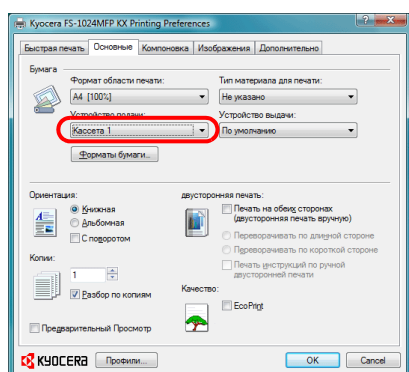 Kyocera FS-1024MFP KX Printing Preferences
Быстрая печать Основные Компоновка Изображения Дополнительно
Бумага
Формат области печати: Тип материала для печати:
A4 [100%] Не указано
Устройство подачи: Устройство выдачи:
Кассета 1 По умолчанию
Форматы бумаги...
Ориентация: двусторонняя печать:
Книжная Печать на обеих сторонах
(двусторонняя печать вручную)
Альбомная
С поворотом Переворачивать по длинной стороне
Переворачивать по короткой стороне
Копии:
1 Печать инструкций по ручной
двусторонней печати
Разбор по копиям Качество:
EcoPrint
Предварительный Просмотр
KYOCERA Профили... OK Cancel